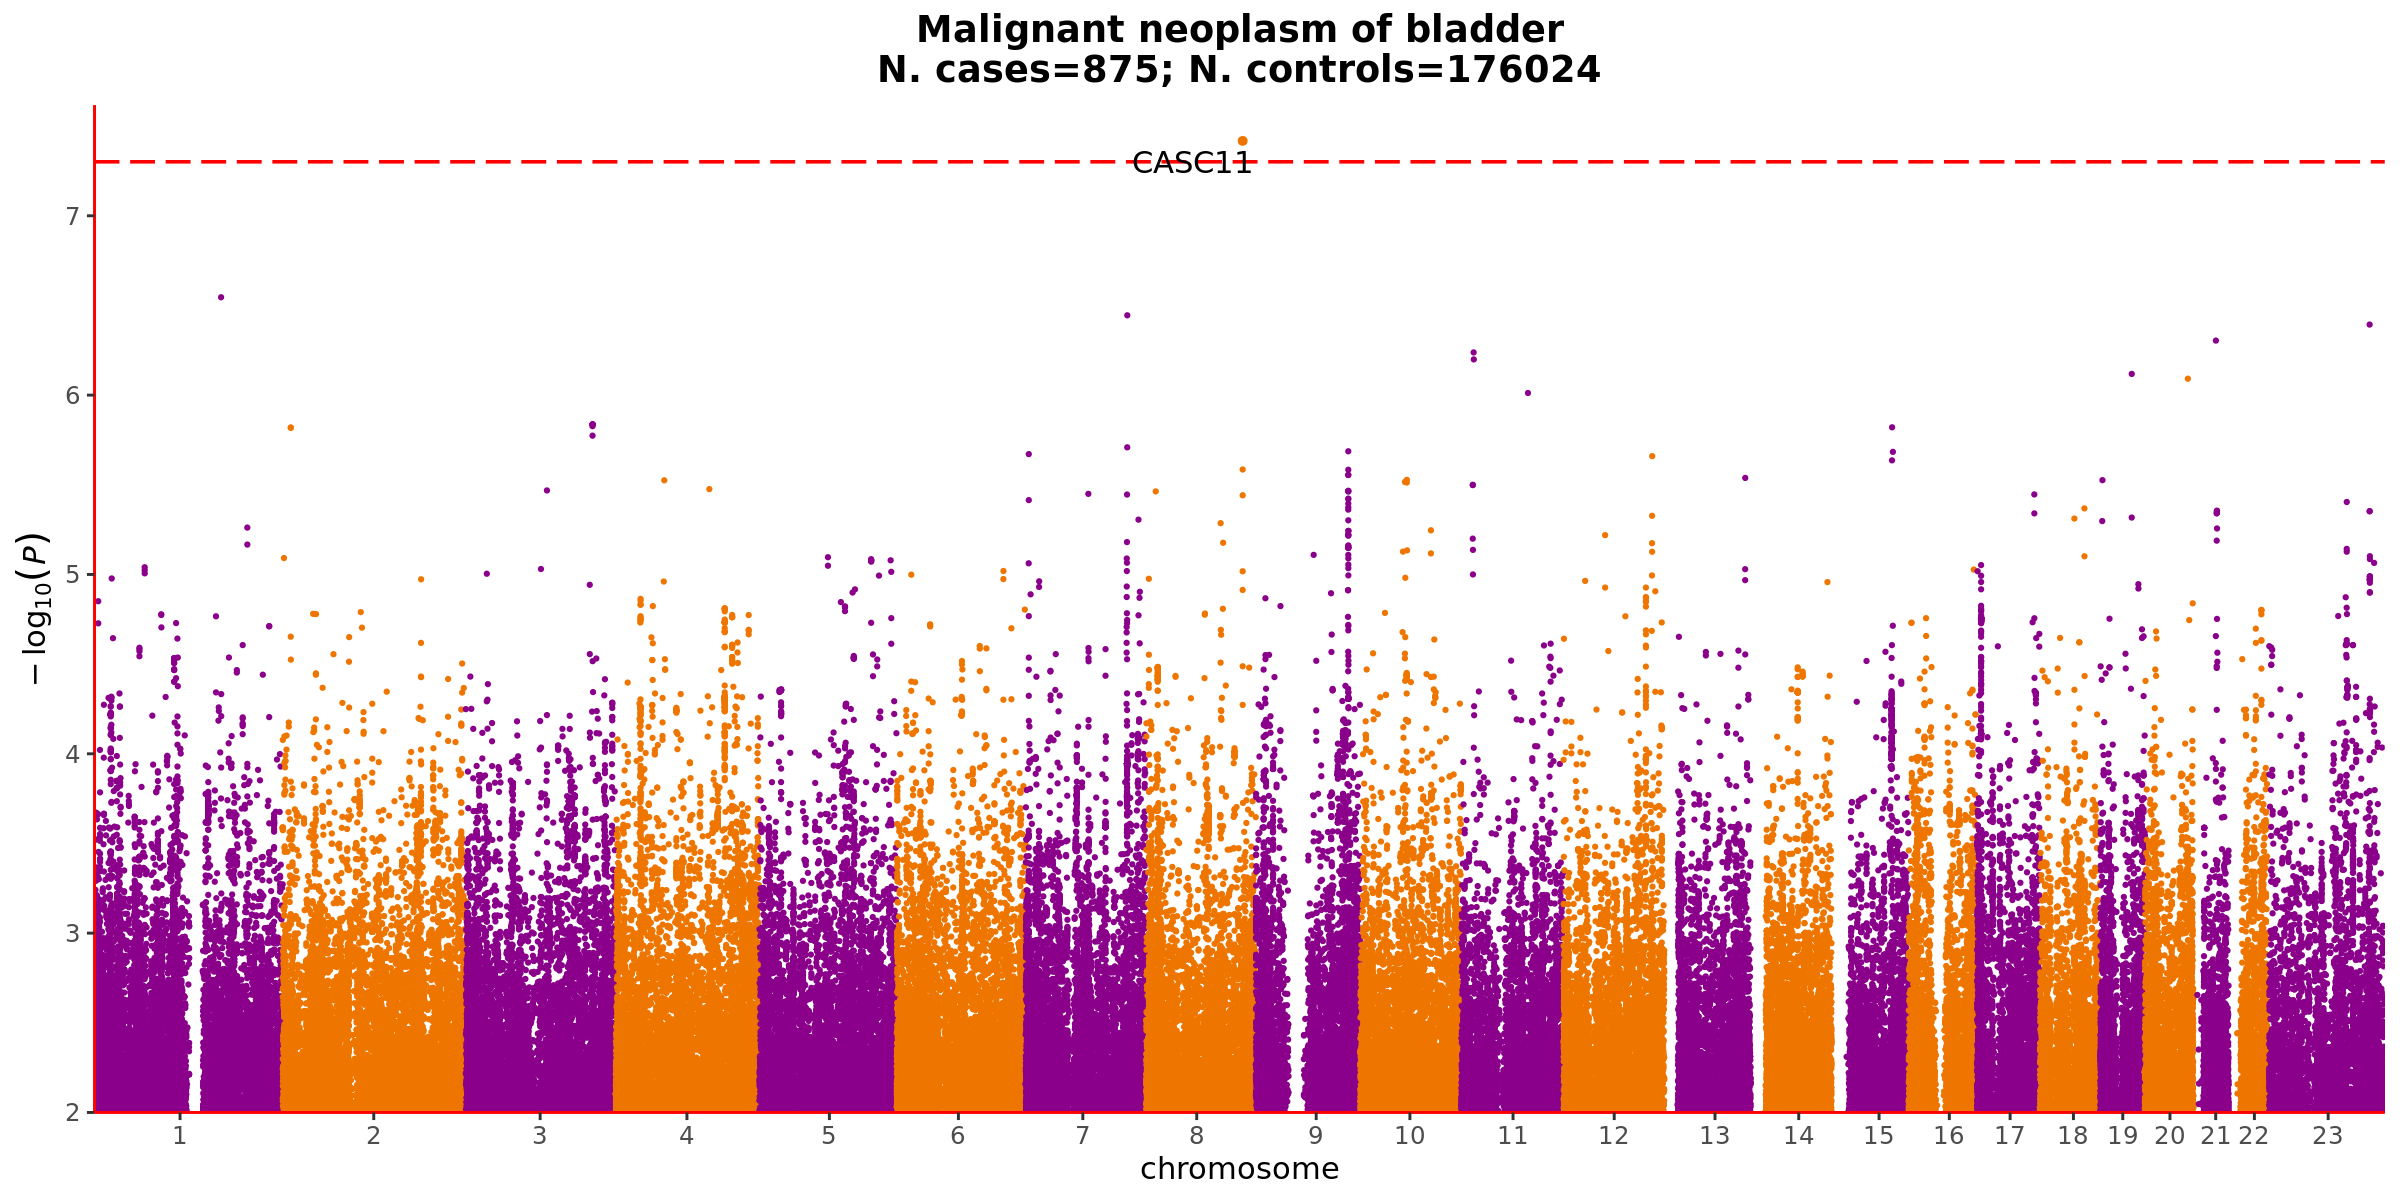 Malignant neoplasm of bladder
N. cases=875; N. controls=176024
CASC11
7
6
5
4
3
2
−log10(P)
1 2 3 4 5 6 7 8 9 10 11 12 13 14 15 16 17 18 19 20 21 22 23
chromosome